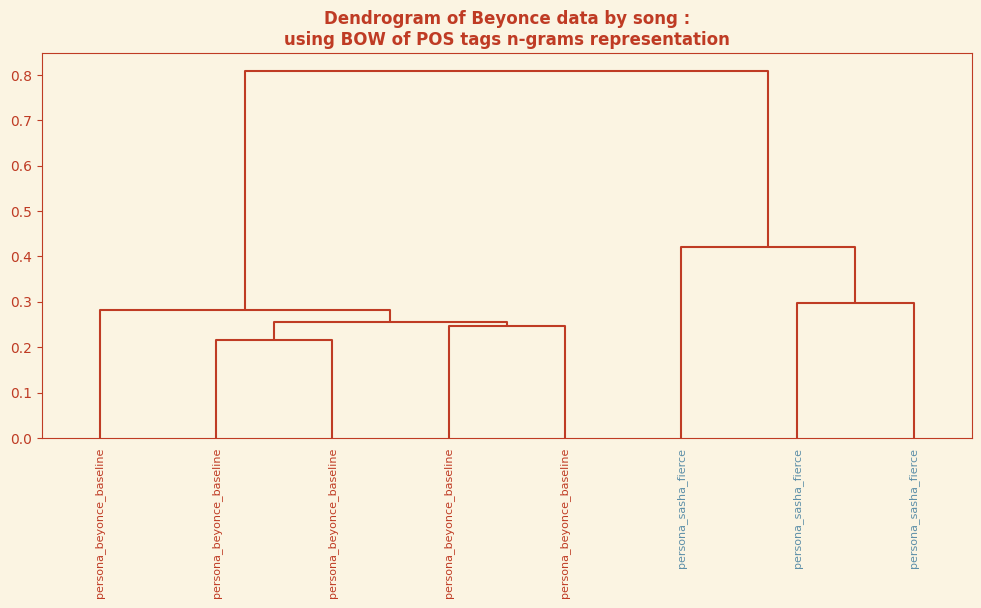 Dendrogram of Beyonce data by song :
using BOW of POS tags n-grams representation
0.8
0.7
0.6
0.5
0.4
0.3
0.2
0.1
0.0
persona_beyonce_baseline
persona_beyonce_baseline
persona_beyonce_baseline
persona_beyonce_baseline
persona_beyonce_baseline
persona_sasha_fierce
persona_sasha_fierce
persona_sasha_fierce